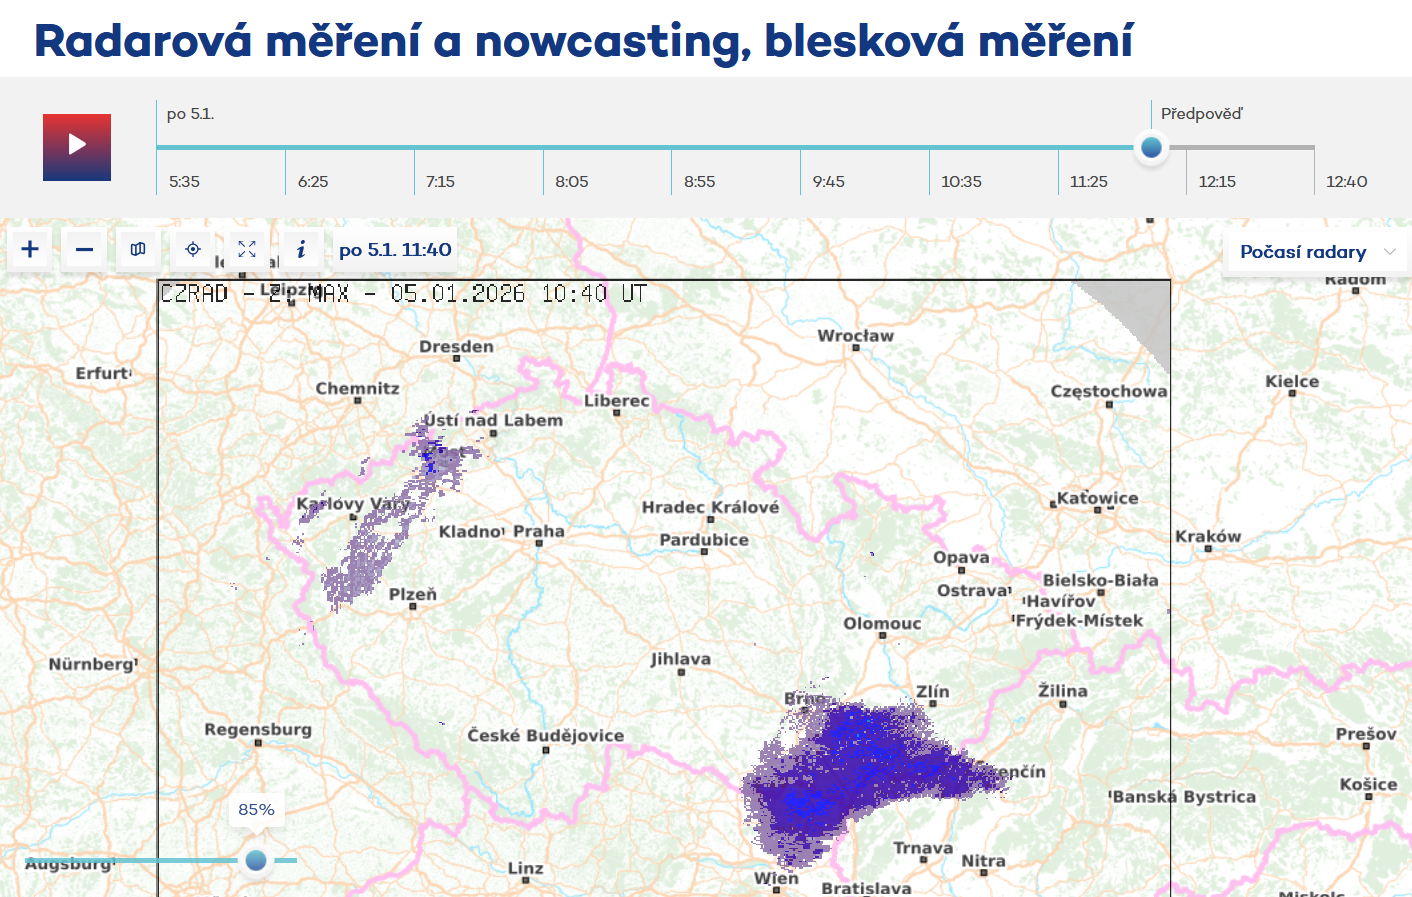 Radarová měření a nowcasting, blesková měření
po 5.1.
Předpověď
5:35
6:25
7:15
8:05
8:55
9:45
10:35
11:25
12:15
12:40
po 5.1. 11:40
Počasí radary
CZRAD - Z: MAX - 05.01.2026 10:40 UT
Leipzig
Radom
Wrocław
Dresden
Erfurt
Chemnitz
Kielce
Częstochowa
Liberec
Ústí nad Labem
Karlovy Vary
Katowice
Hradec Králové
Kladno
Praha
Pardubice
Kraków
Opava
Bielsko-Biała
Plzeň
Ostrava
Havířov
Frýdek-Místek
Olomouc
Jihlava
Nürnberg
Zlín
Žilina
Brno
Regensburg
České Budějovice
Prešov
Košice
Banská Bystrica
85%
Trnava
Nitra
Augsburg
Linz
Wien
Bratislava